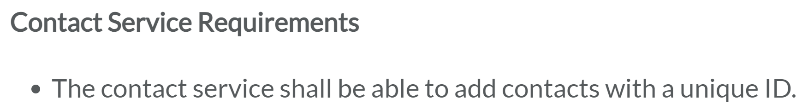 Contact Service Requirements
• The contact service shall be able to add contacts with a unique ID.